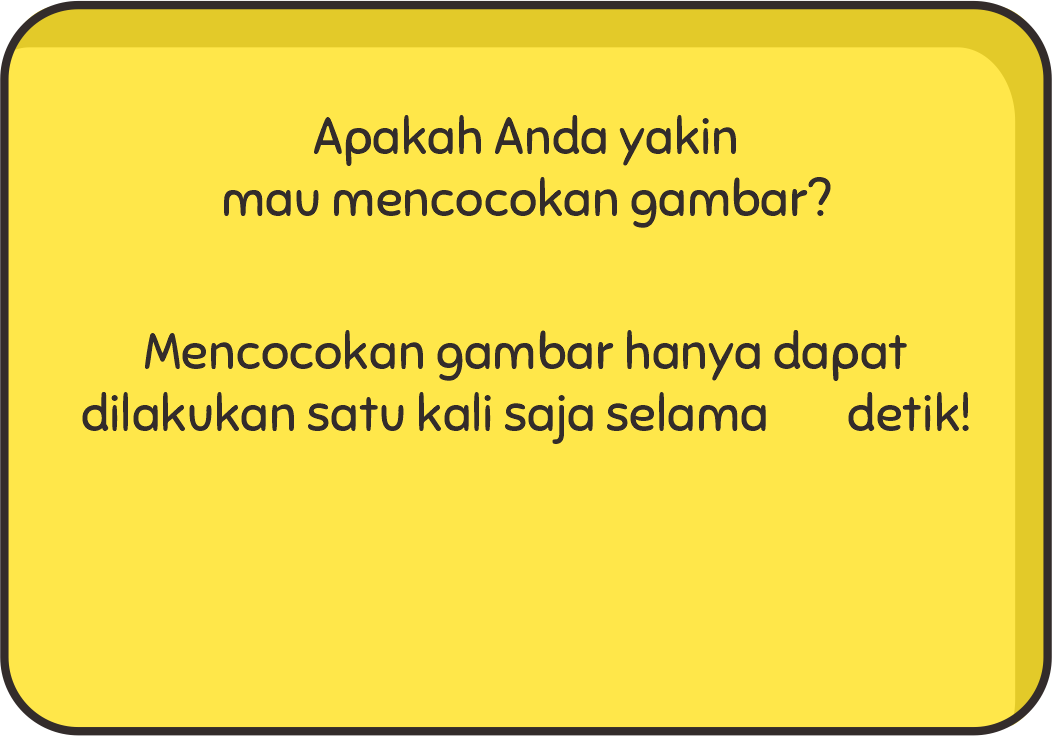 Apakah Anda yakin
mau mencocokan gambar?
Mencocokan gambar hanya dapat
dilakukan satu kali saja selama detik!